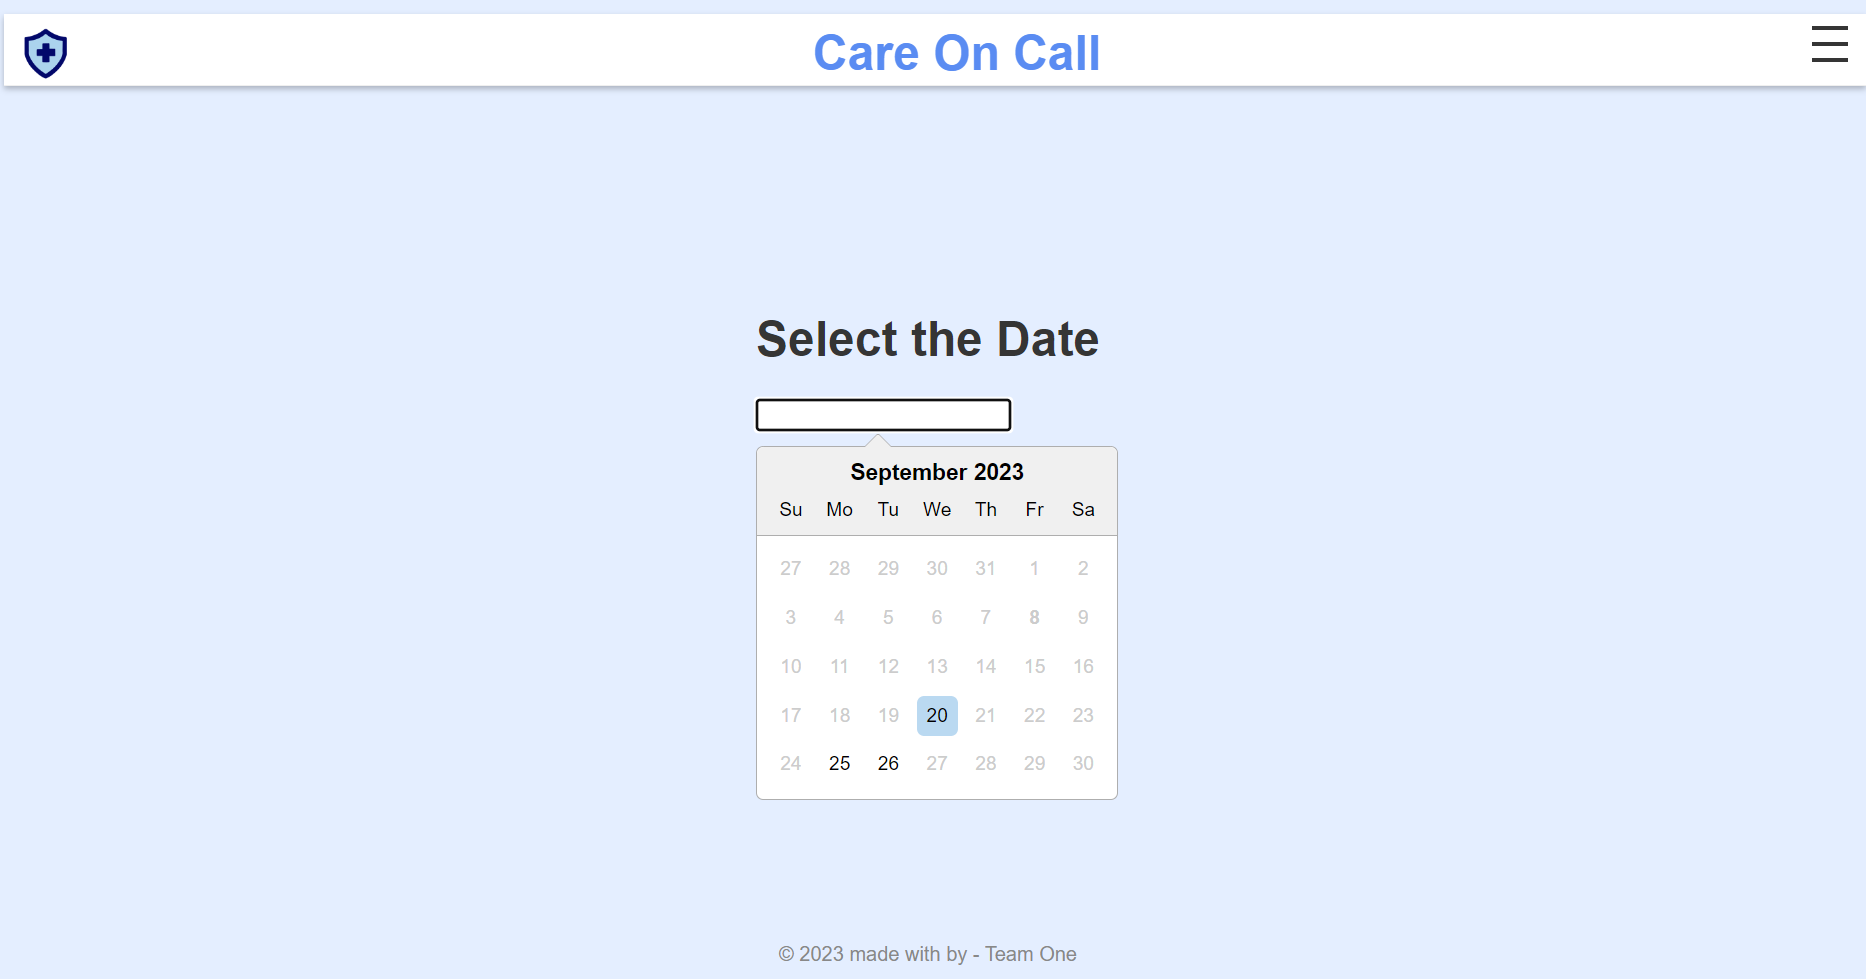 Care On Call
Select the Date
September 2023
Su Mo Tu We Th Fr Sa
27 28 29 30 31 1 2
3 4 5 6 7 8 9
10 11 12 13 14 15 16
17 18 19 20 21 22 23
24 25 26 27 28 29 30
© 2023 made with by - Team One